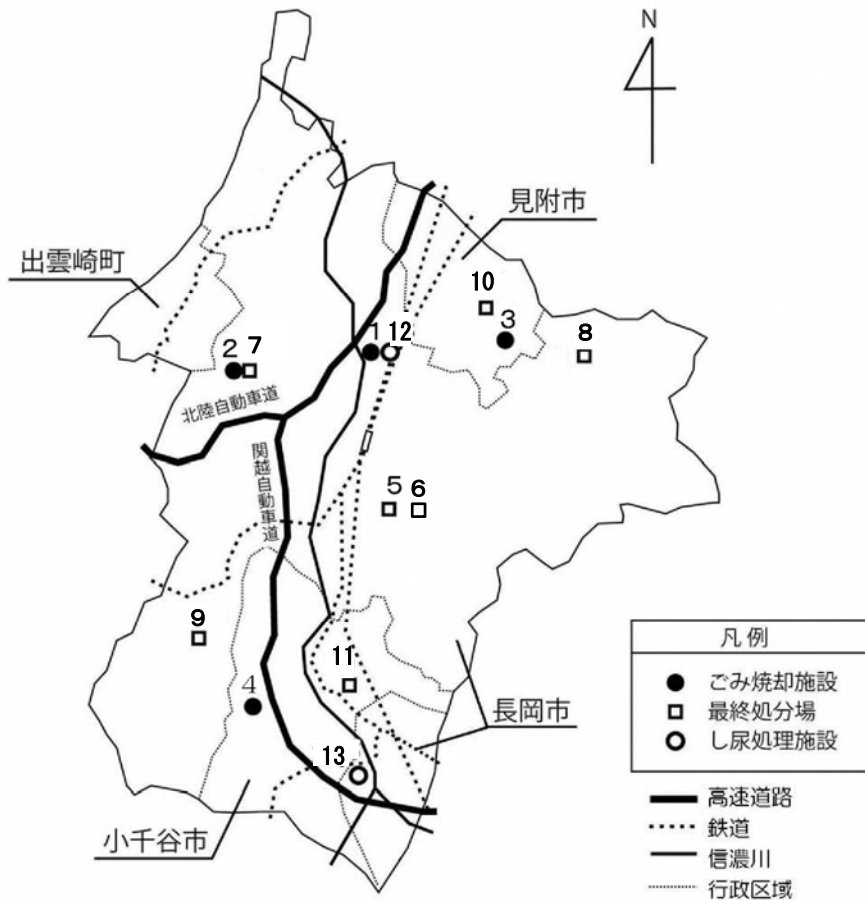 N
見附市
出雲崎町
10
3
8
1
12
2
7
北陸自動車道
関越自動車道
5
6
9
11
4
長岡市
13
小千谷市
凡例
ごみ焼却施設
最終処分場
し尿処理施設
高速道路
鉄道
信濃川
行政区域